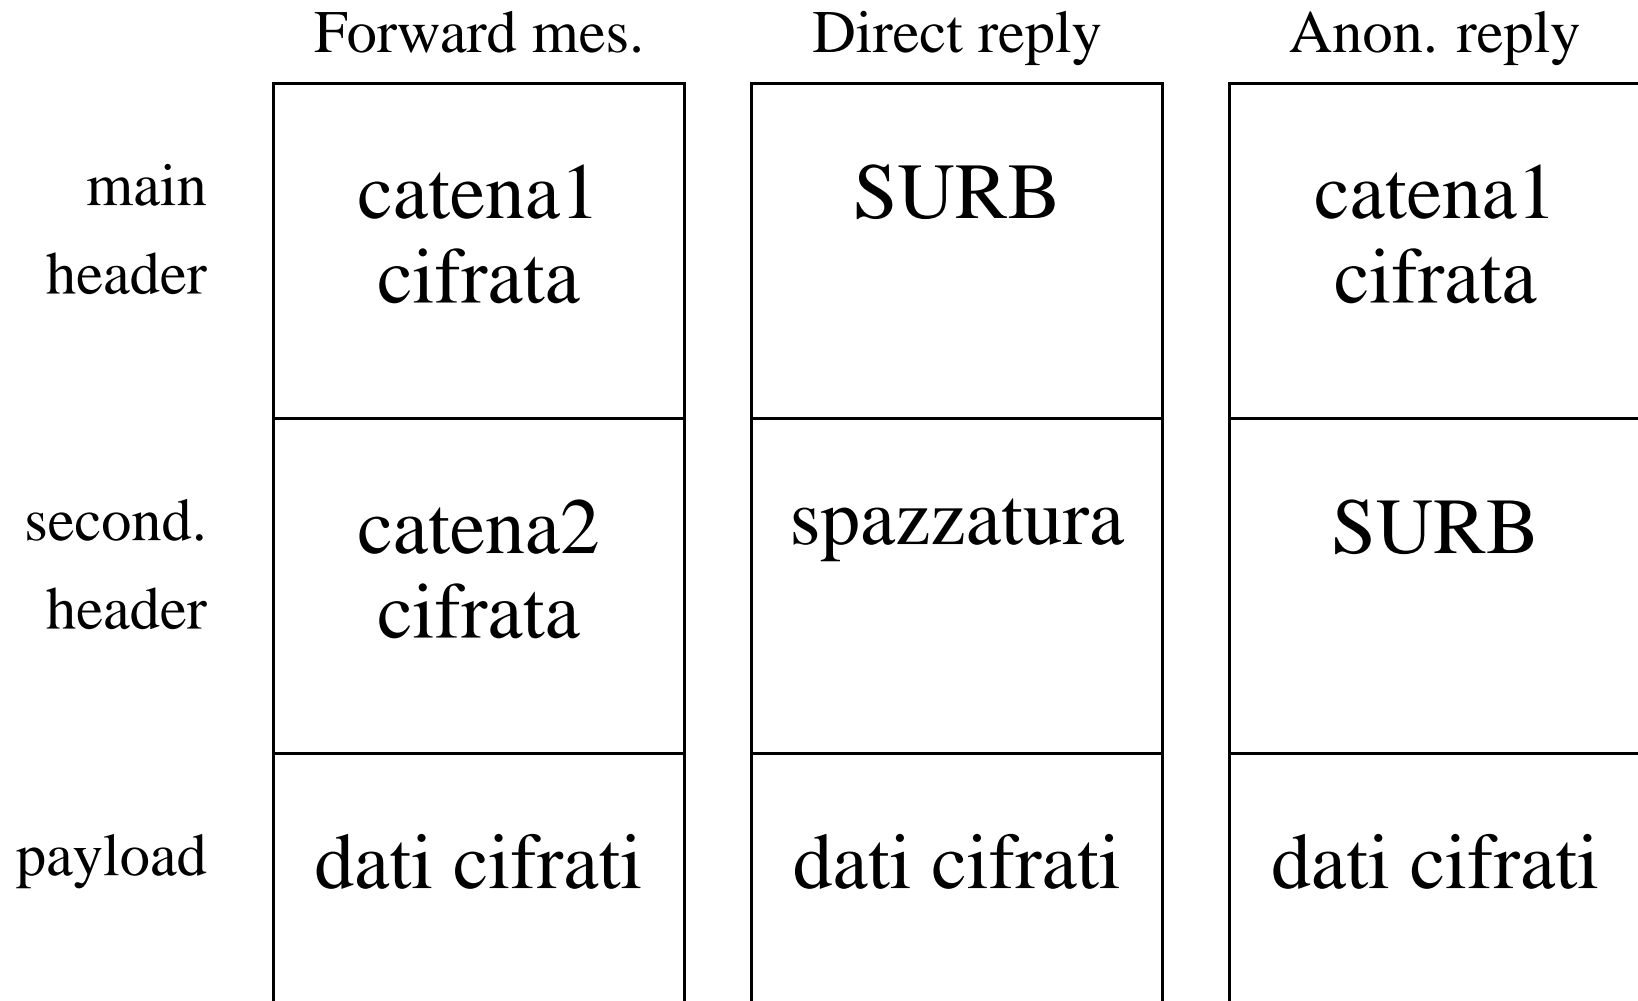 Forward mes. Direct reply Anon. reply
main catena1 SURB catena1
header cifrata cifrata
second. catena2 spazzatura SURB
header cifrata
payload dati cifrati dati cifrati dati cifrati